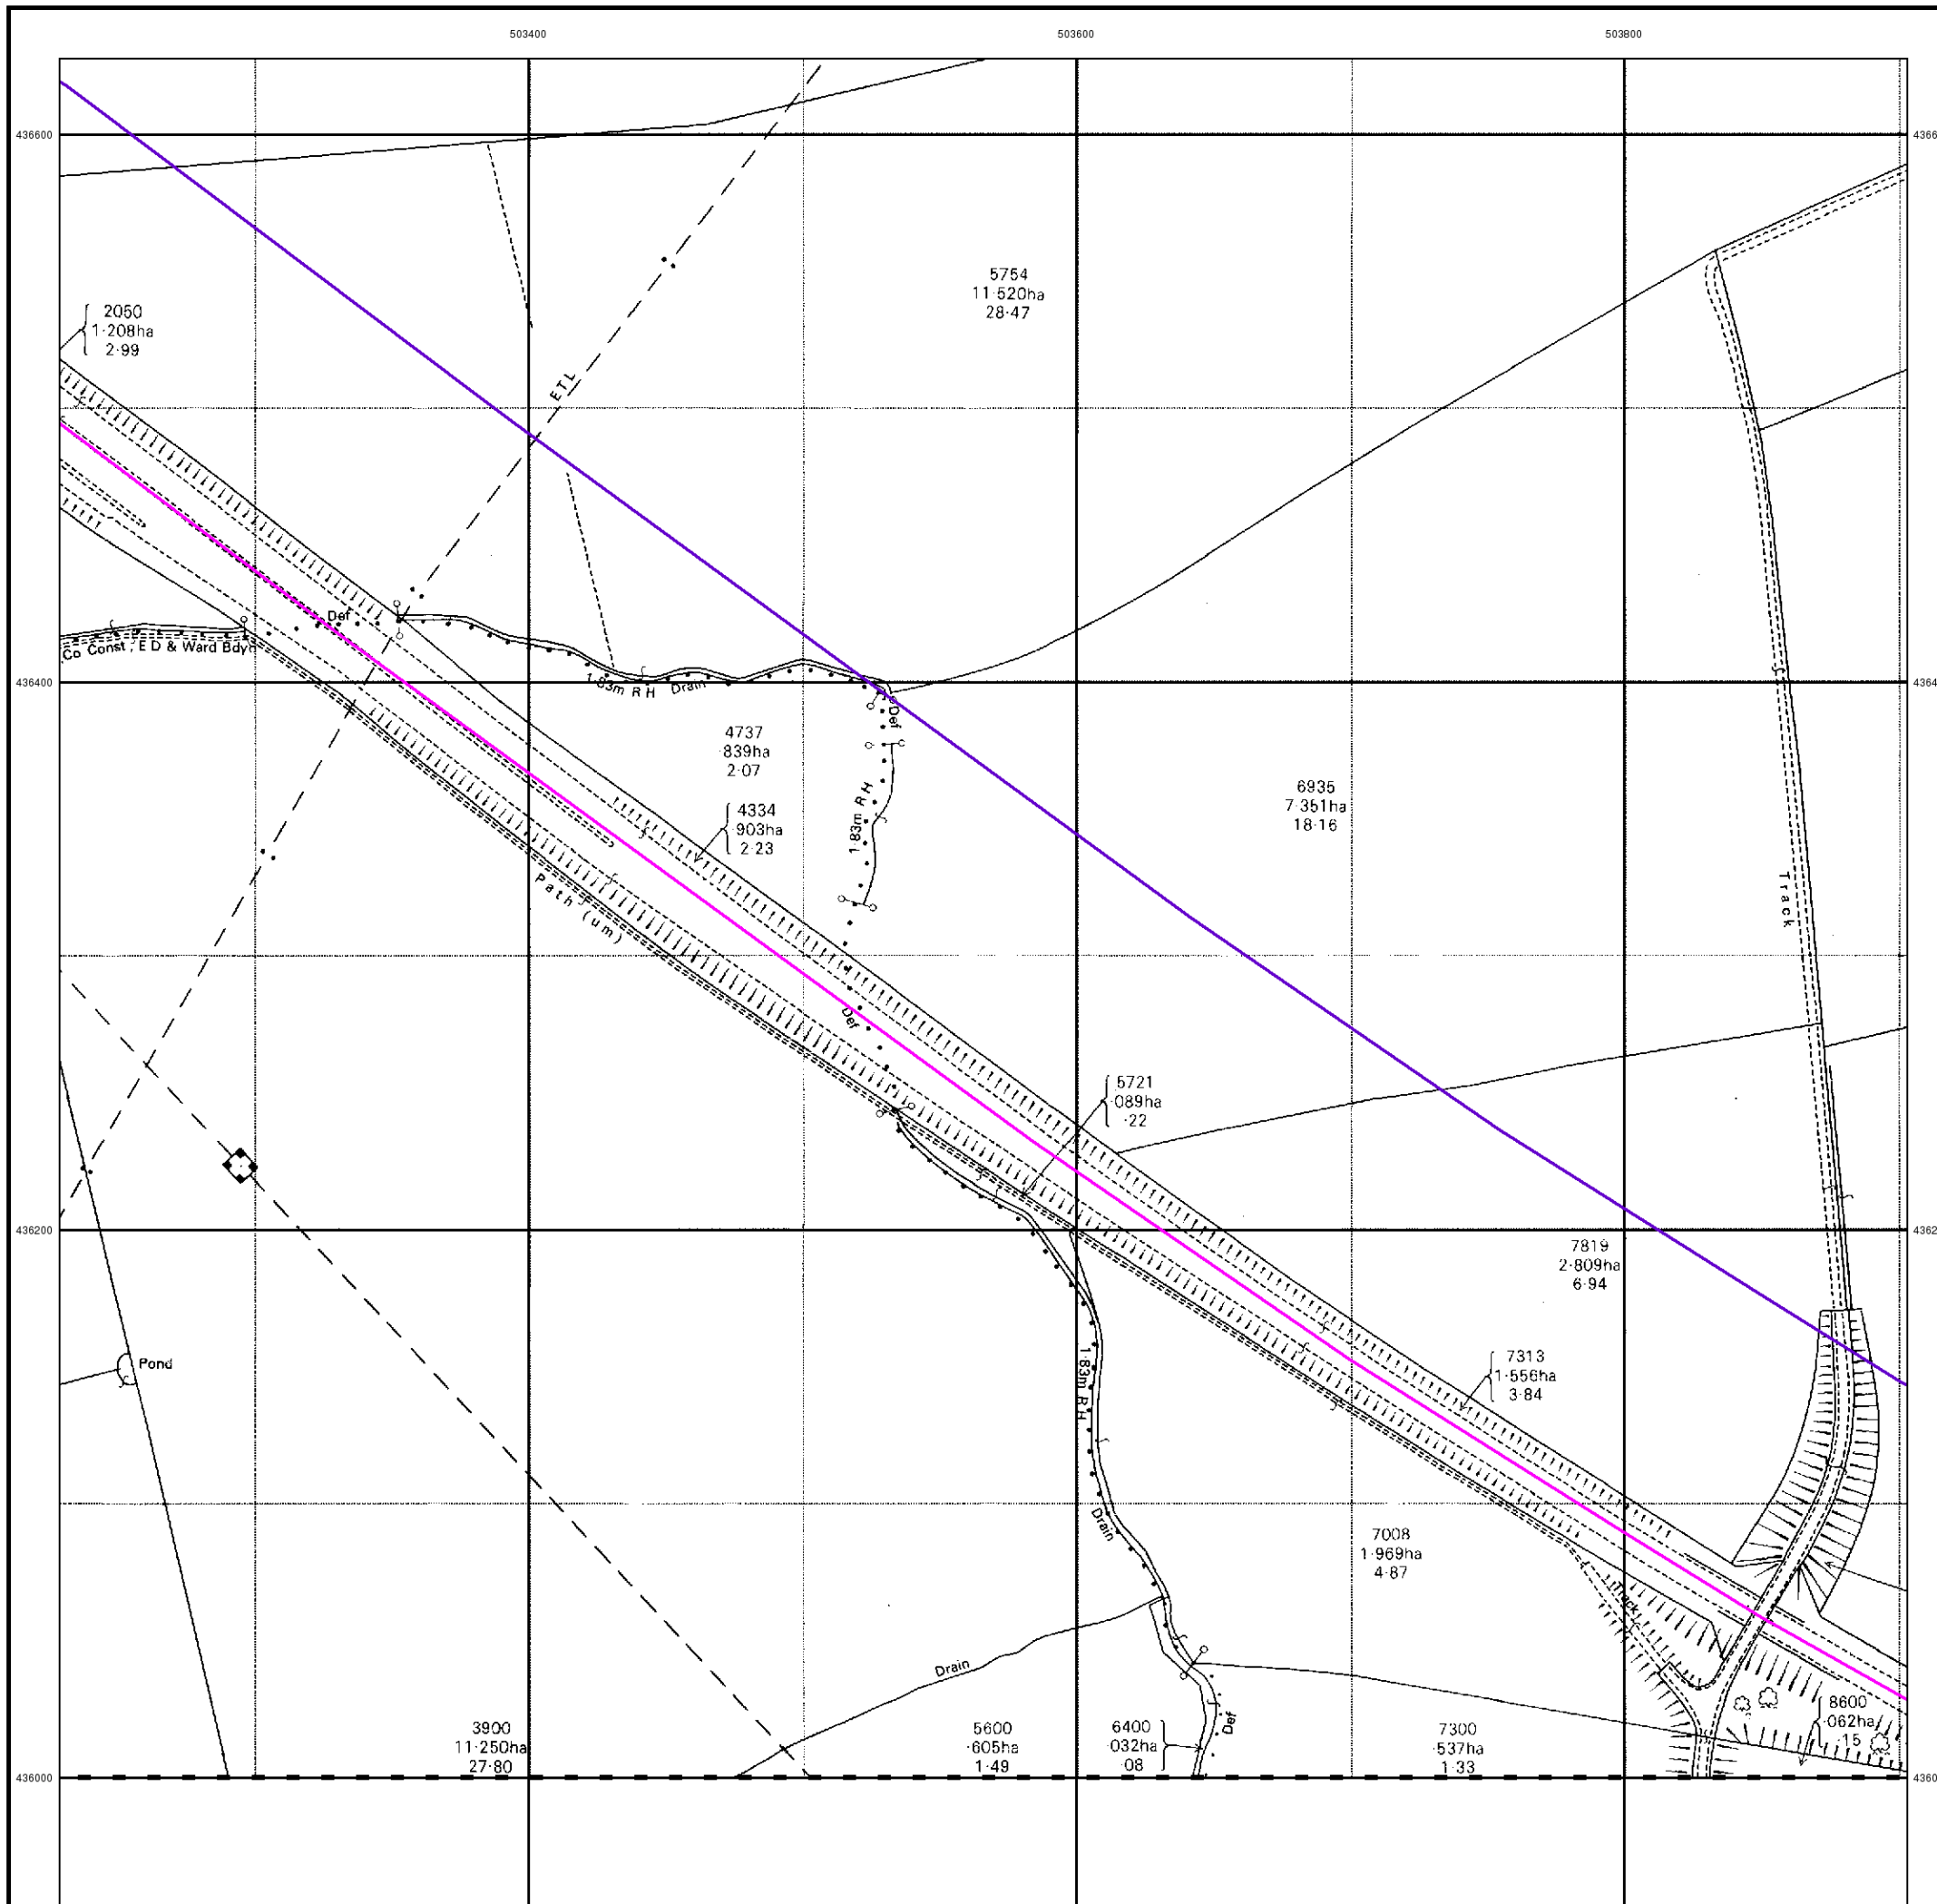 503400
503600
503800
436600
4366
5754
11·520ha
28·47
2050
1·208ha
2·99
ETL
Def
Co Const, E D & Ward Bdy
1·83m R H
Drain
436400
4364
Def
4737
·839ha
2·07
6935
7·351ha
18·16
4334
·903ha
2·23
1·83m R H
Path (um)
Track
Def
5721
·089ha
·22
436200
4362
7819
2·809ha
6·94
Pond
1·83m R H
7313
1·556ha
3·84
Drain
7008
1·969ha
4·87
Track
Drain
Def
3900
11·250ha
27·80
5600
·605ha
1·49
6400
·032ha
·08
7300
·537ha
1·33
8600
·062ha
·15
436000
4360